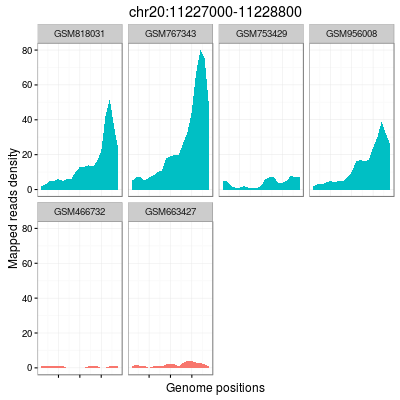 chr20:11227000-11228800
GSM818031 GSM767343 GSM753429 GSM956008
80
60
40
20
0
Mapped reads density
GSM466732 GSM663427
80
60
40
20
0
Genome positions